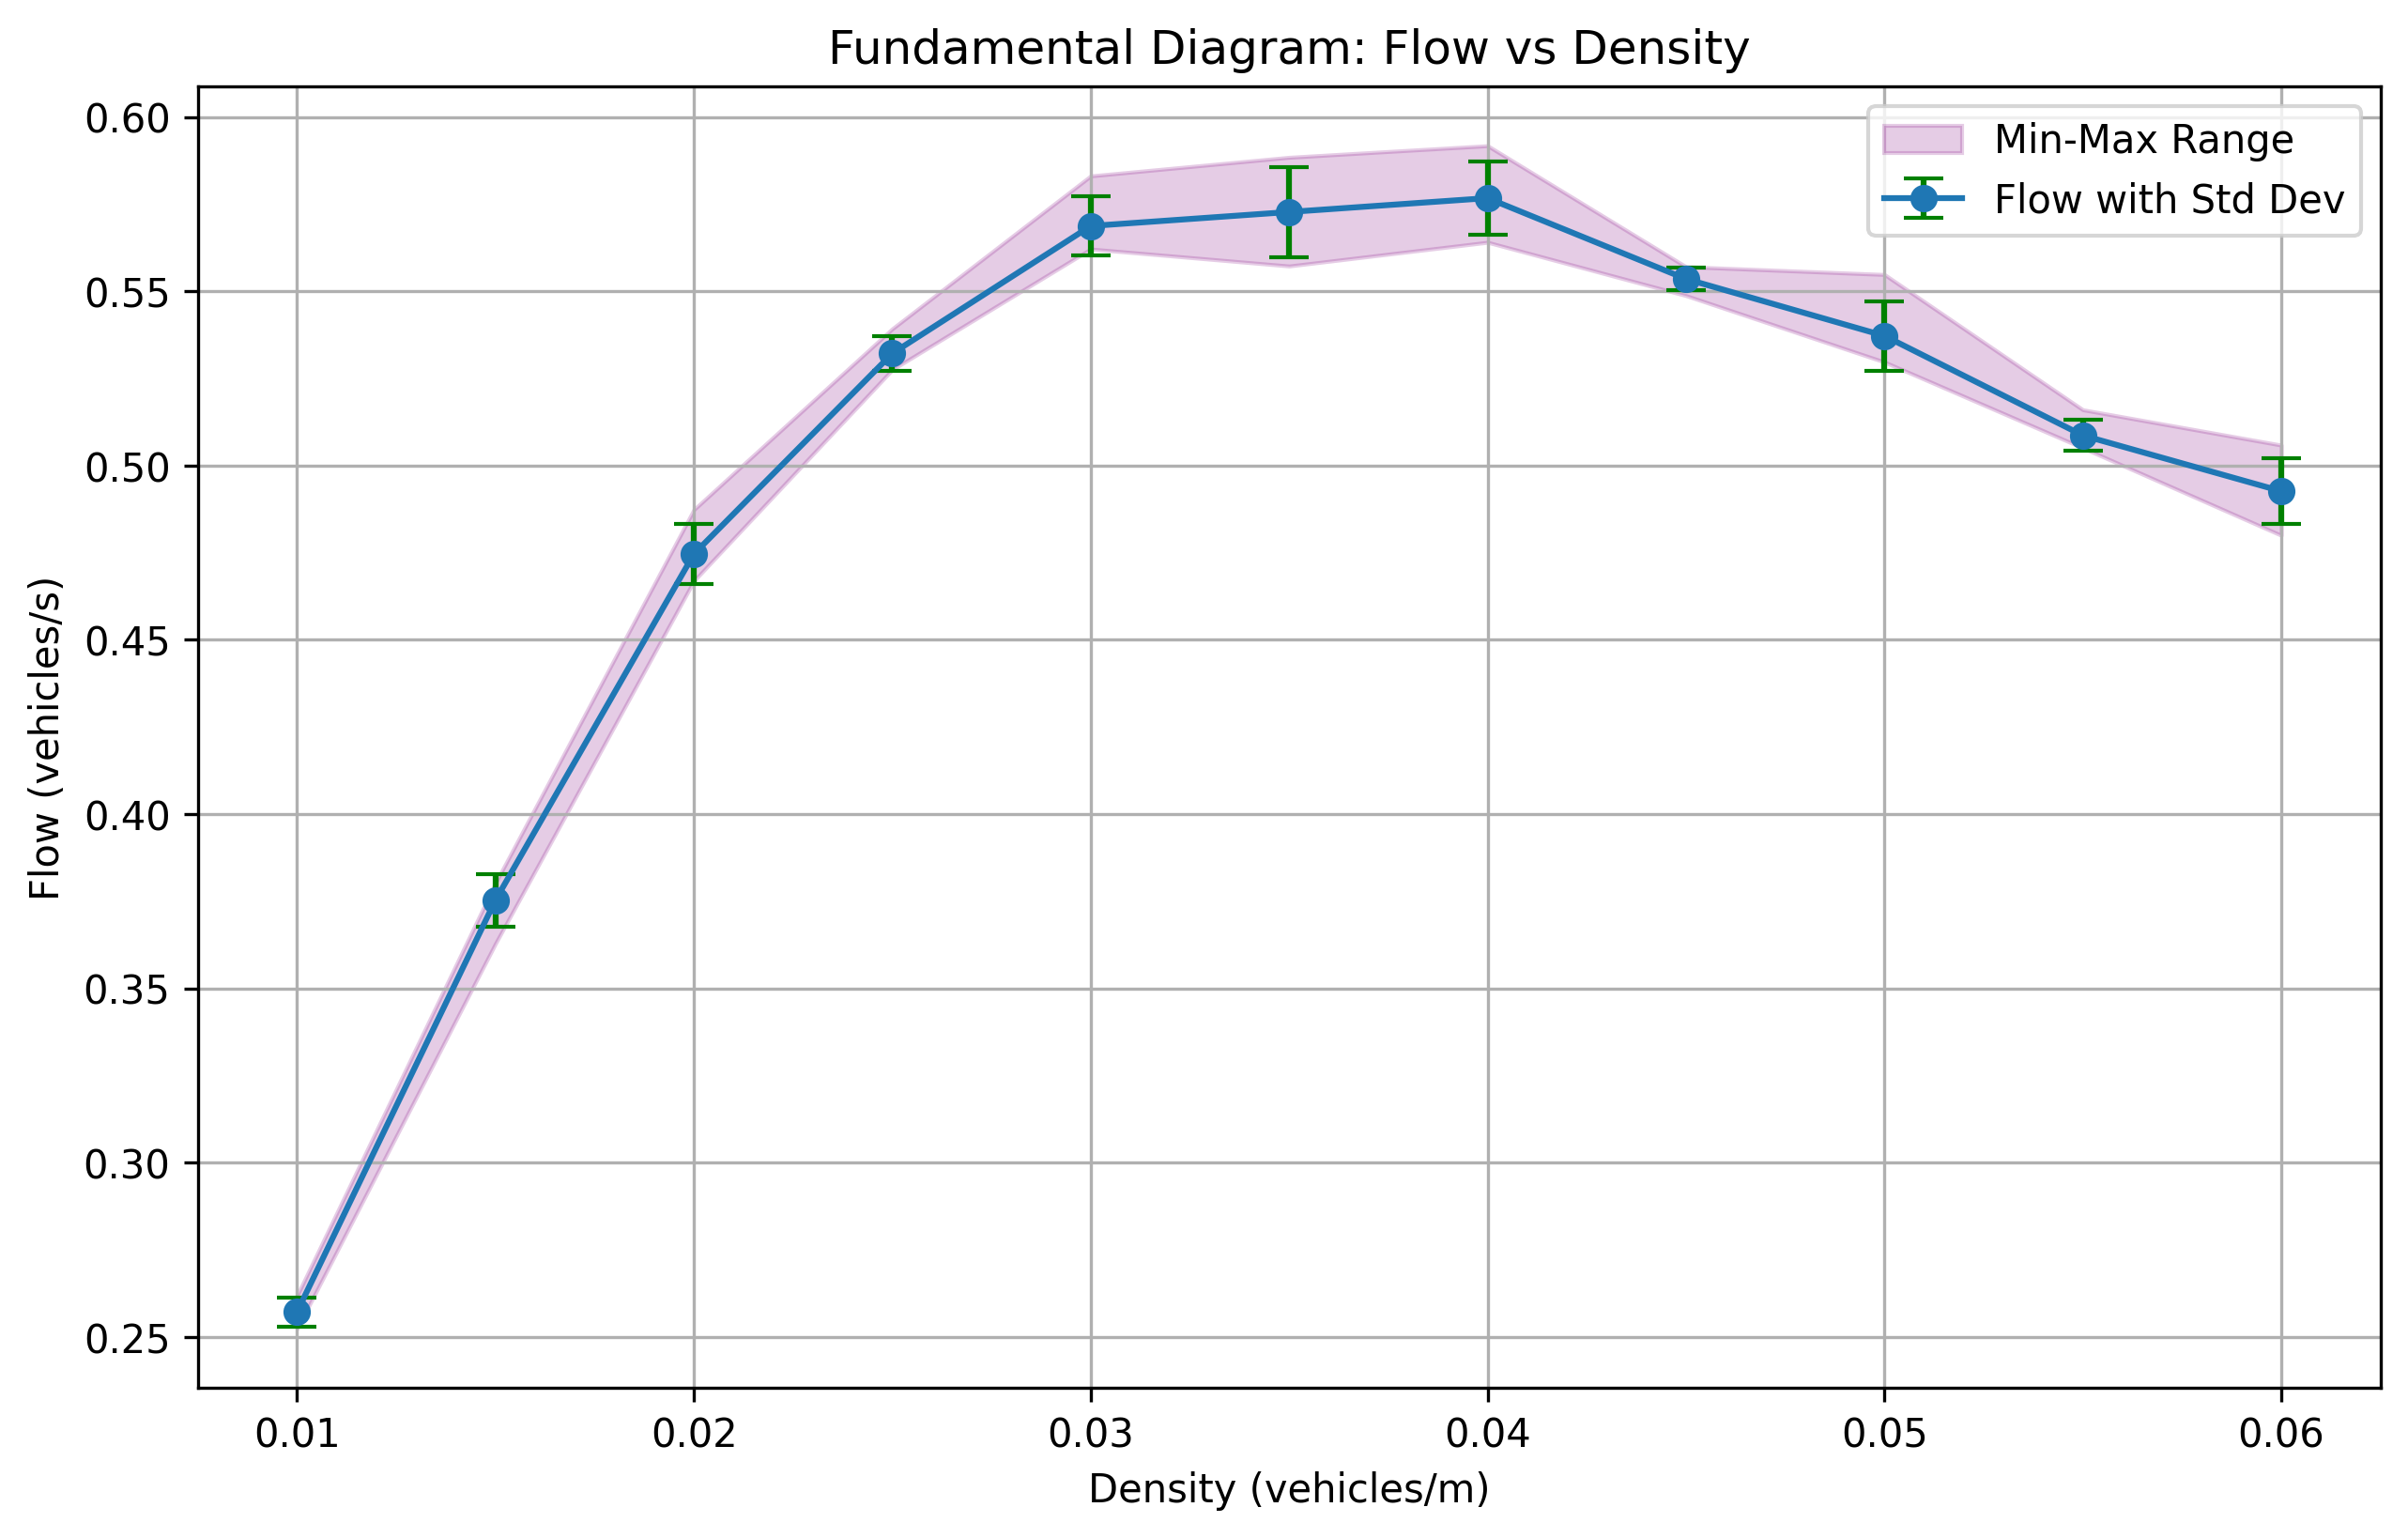 Fundamental Diagram: Flow vs Density
Min-Max Range
Flow with Std Dev
Flow (vehicles/s)
0.60
0.55
0.50
0.45
0.40
0.35
0.30
0.25
0.01 0.02 0.03 0.04 0.05 0.06
Density (vehicles/m)